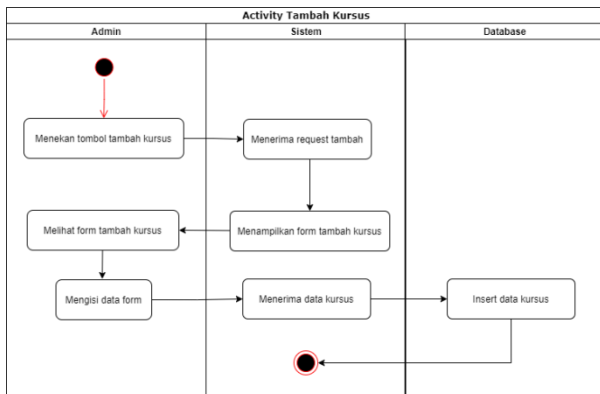 Activity Tambah Kursus
Admin
Sistem
Database
Menekan tombol tambah kursus
Menerima request tambah
Melihat form tambah kursus
Menampilkan form tambah kursus
Mengisi data form
Menerima data kursus
Insert data kursus